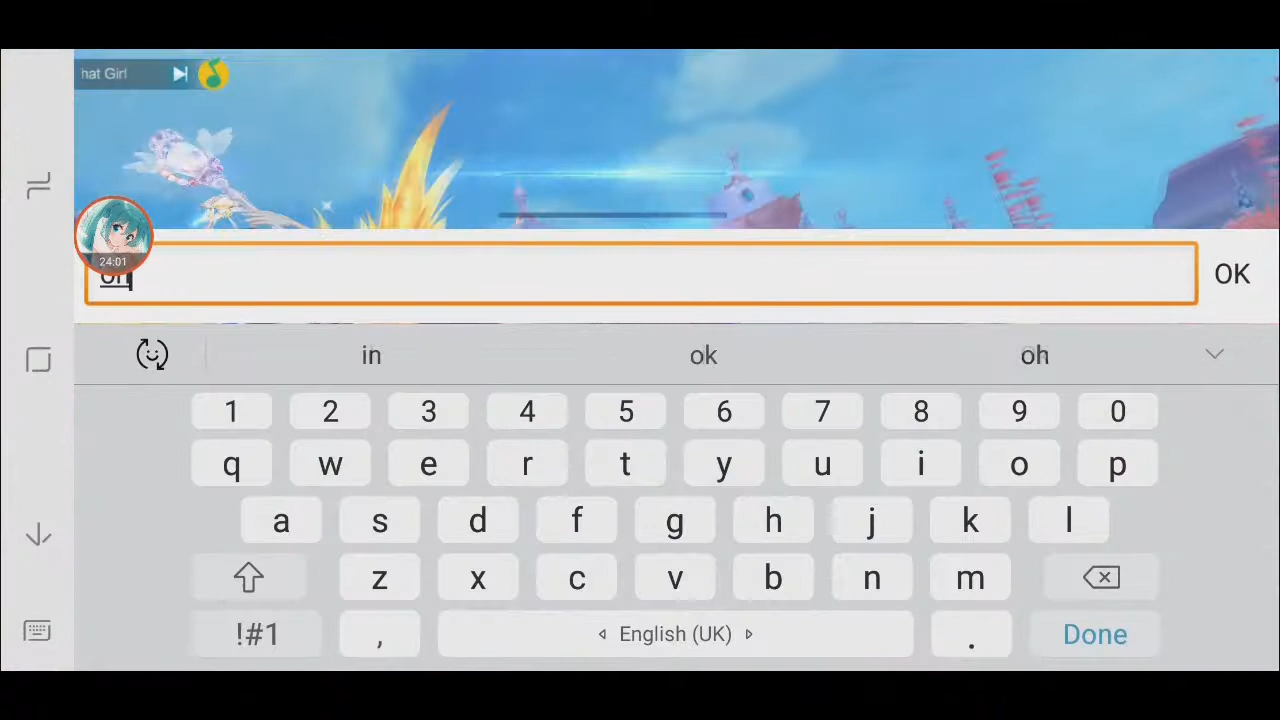 hat Girl
24:01
OK
in ok oh
1 2 3 4 5 6 7 8 9 0
q w e r t y u i o p
a s d f g h j k l
z x c v b n m
!#1 , English (UK) . Done